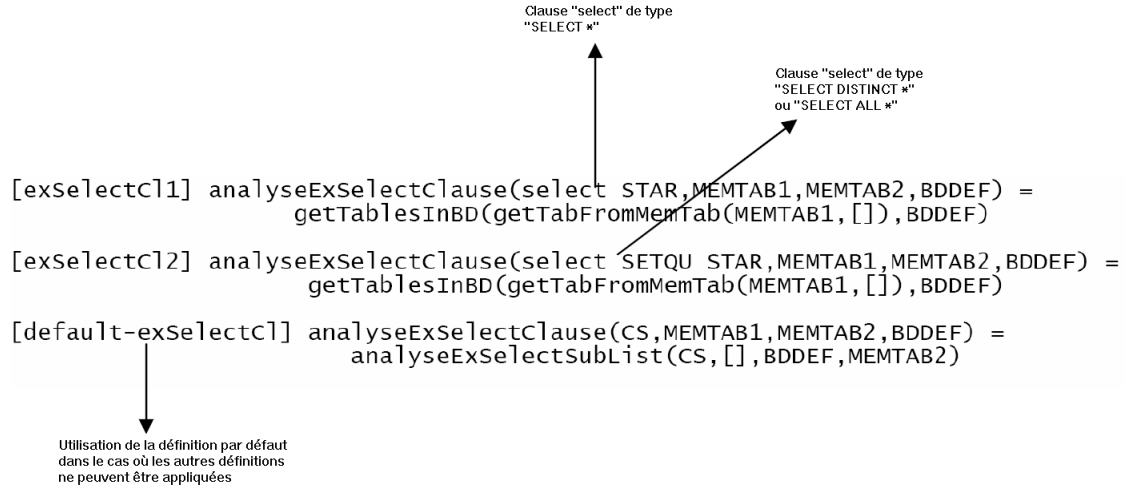 Clause "select" de type
"SELECT *"
Clause "select" de type
"SELECT DISTINCT *"
ou "SELECT ALL *"
[exSelectCl1] analyseExSelectClause(select STAR,MEMTAB1,MEMTAB2,BDDEF) =
getTablesInBD(getTabFromMemTab(MEMTAB1,[]),BDDEF)
[exSelectCl2] analyseExSelectClause(select SETQU STAR,MEMTAB1,MEMTAB2,BDDEF) =
getTablesInBD(getTabFromMemTab(MEMTAB1,[]),BDDEF)
[default-exSelectCl] analyseExSelectClause(CS,MEMTAB1,MEMTAB2,BDDEF) =
analyseExSelectSubList(CS,[],BDDEF,MEMTAB2)
Utilisation de la définition par défaut
dans le cas où les autres définitions
ne peuvent être appliquées